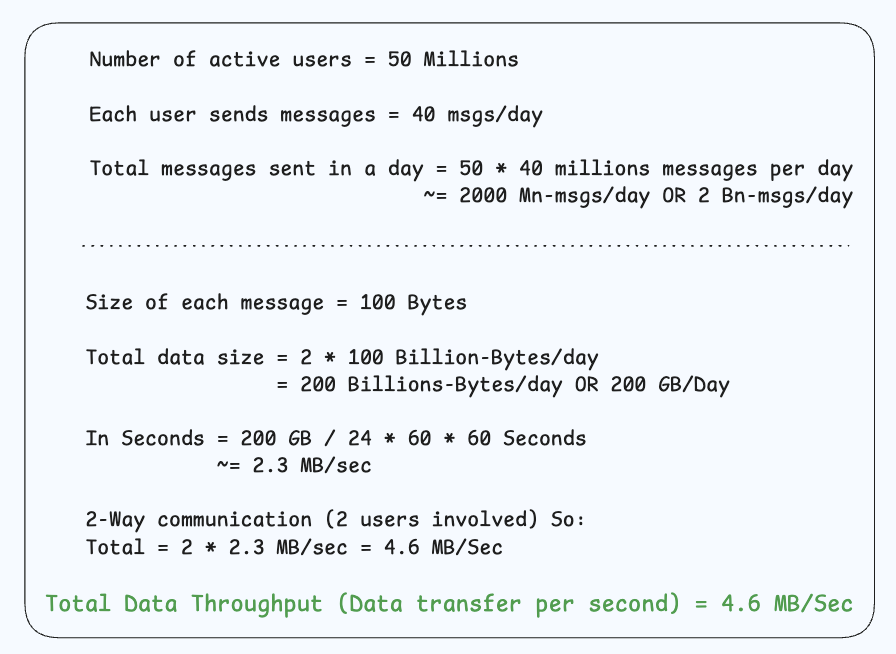 Number of active users = 50 Millions
Each user sends messages = 40 msgs/day
Total messages sent in a day = 50 * 40 millions messages per day
~= 2000 Mn-msgs/day OR 2 Bn-msgs/day
Size of each message = 100 Bytes
Total data size = 2 * 100 Billion-Bytes/day
= 200 Billions-Bytes/day OR 200 GB/Day
In Seconds = 200 GB / 24 * 60 * 60 Seconds
~= 2.3 MB/sec
2-Way communication (2 users involved) So:
Total = 2 * 2.3 MB/sec = 4.6 MB/Sec
Total Data Throughput (Data transfer per second) = 4.6 MB/Sec